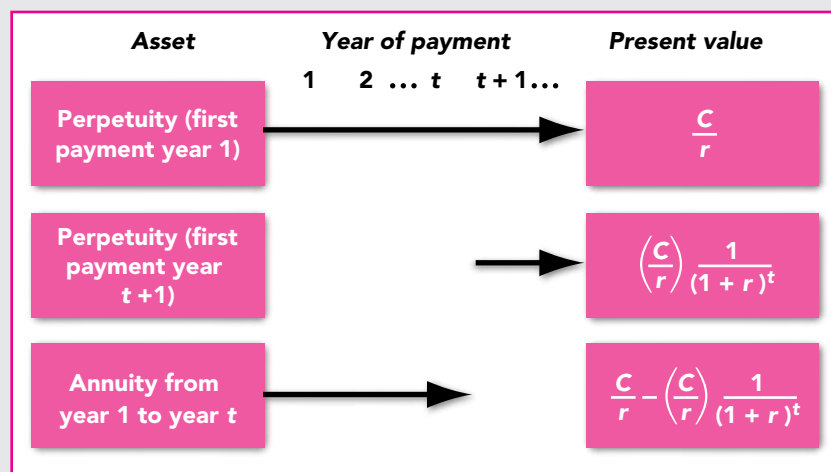 Asset Year of payment Present value
1 2 ... t t + 1...
Perpetuity (first
payment year 1)
C
r
Perpetuity (first
payment year
t +1)
(C/r) 1/(1 + r)^t
Annuity from
year 1 to year t
C/r – (C/r) 1/(1 + r)^t